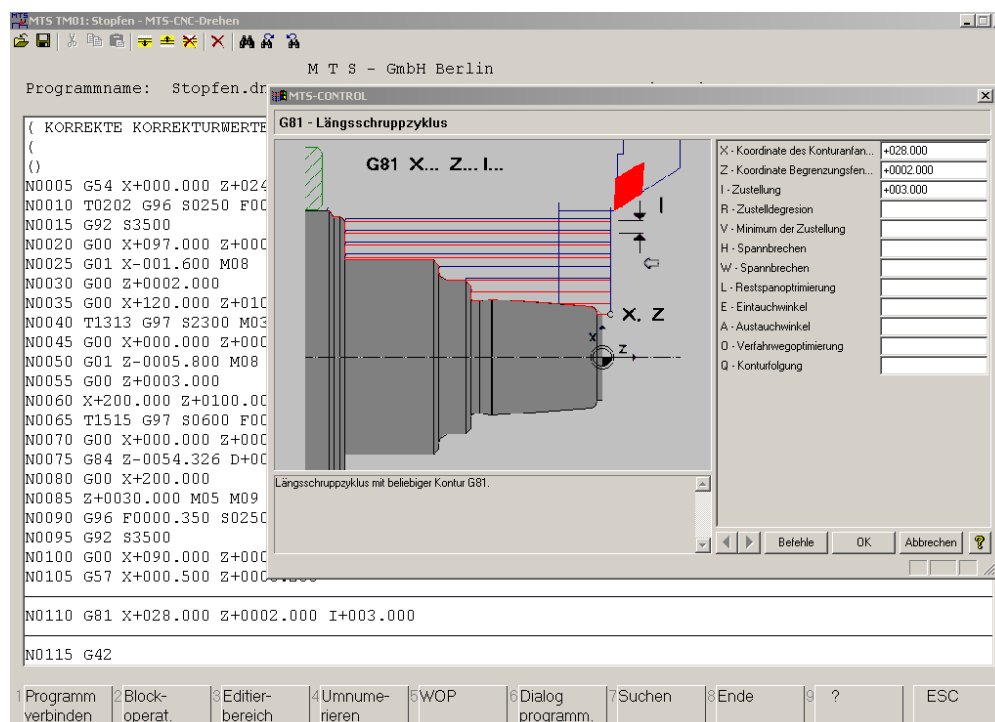 MTS TM01: Stopfen - MTS-CNC-Drehen
M T S - GmbH Berlin
Programmname: Stopfen.dn
MTS-CONTROL
G81 - Längsschruppzyklus
( KORREKTE KORREKTURWERTE
(
()
N0005 G54 X+000.000 Z+024
N0010 T0202 G96 S0250 F00
N0015 G92 S3500
N0020 G00 X+097.000 Z+000
N0025 G01 X-001.600 M08
N0030 G00 Z+0002.000
N0035 G00 X+120.000 Z+010
N0040 T1313 G97 S2300 M03
N0045 G00 X+000.000 Z+000
N0050 G01 Z-0005.800 M08
N0055 G00 Z+0003.000
N0060 X+200.000 Z+0100.00
N0065 T1515 G97 S0600 F00
N0070 G00 X+000.000 Z+000
N0075 G84 Z-0054.326 D+00
N0080 G00 X+200.000
N0085 Z+0030.000 M05 M09
N0090 G96 F0000.350 S0250
N0095 G92 S3500
N0100 G00 X+090.000 Z+000
N0105 G57 X+000.500 Z+0000.200
N0110 G81 X+028.000 Z+0002.000 I+003.000
N0115 G42
G81 X... Z... I...
I
X, Z
X
Z
Längsschruppzyklus mit beliebiger Kontur G81.
X - Koordinate des Konturanfan... +028.000
Z - Koordinate Begrenzungsfen... +0002.000
I - Zustellung +003.000
R - Zustelldegresion
V - Minimum der Zustellung
H - Spannbrechen
W - Spannbrechen
L - Restspanoptimierung
E - Eintauchwinkel
A - Austauchwinkel
O - Verfahrwegoptimierung
Q - Konturfolgung
Befehle OK Abbrechen ?
1 Programm 2 Block- 3 Editier- 4 Umnume- 5 WOP 6 Dialog 7 Suchen 8 Ende 9 ? ESC
verbinden operat. bereich rieren programm.